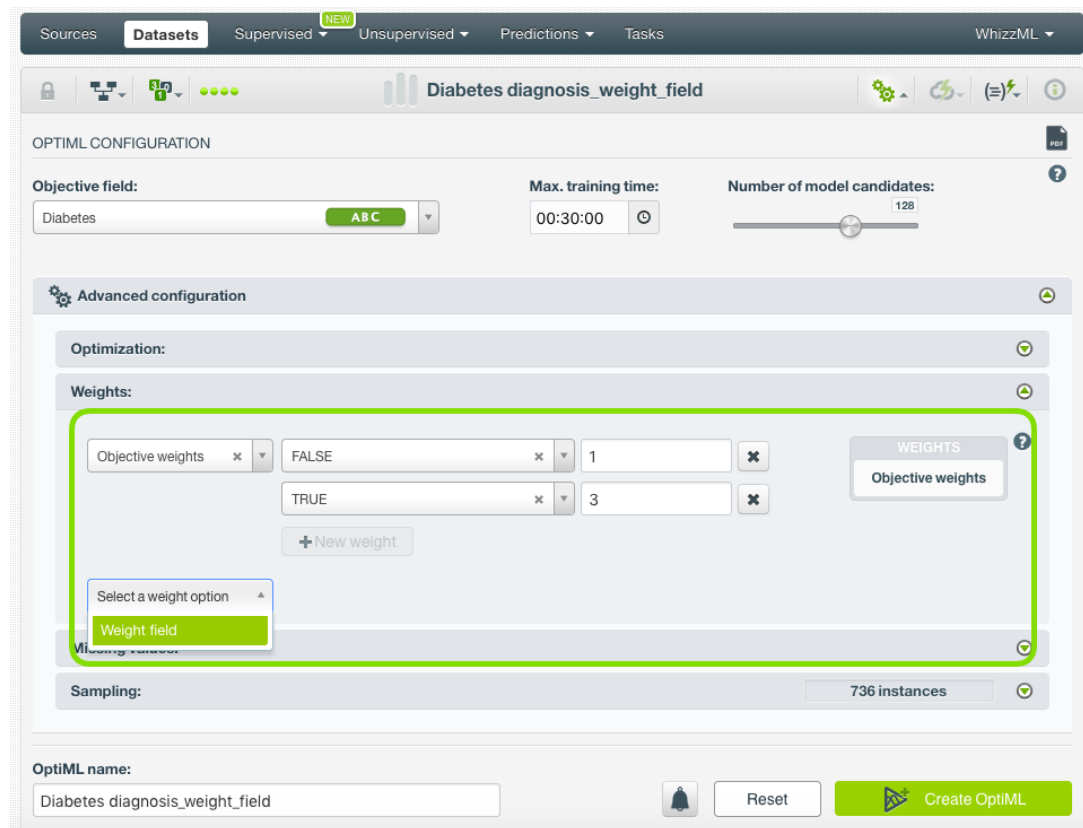 NEW
Sources Datasets Supervised Unsupervised Predictions Tasks WhizzML
Diabetes diagnosis_weight_field
OPTIML CONFIGURATION
PDF
Objective field: Max. training time: Number of model candidates:
128
Diabetes ABC 00:30:00
Advanced configuration
Optimization:
Weights:
Objective weights FALSE 1 WEIGHTS
Objective weights
TRUE 3
New weight
Select a weight option
Weight field
Missing values:
Sampling: 736 instances
OptiML name:
Diabetes diagnosis_weight_field Reset Create OptiML